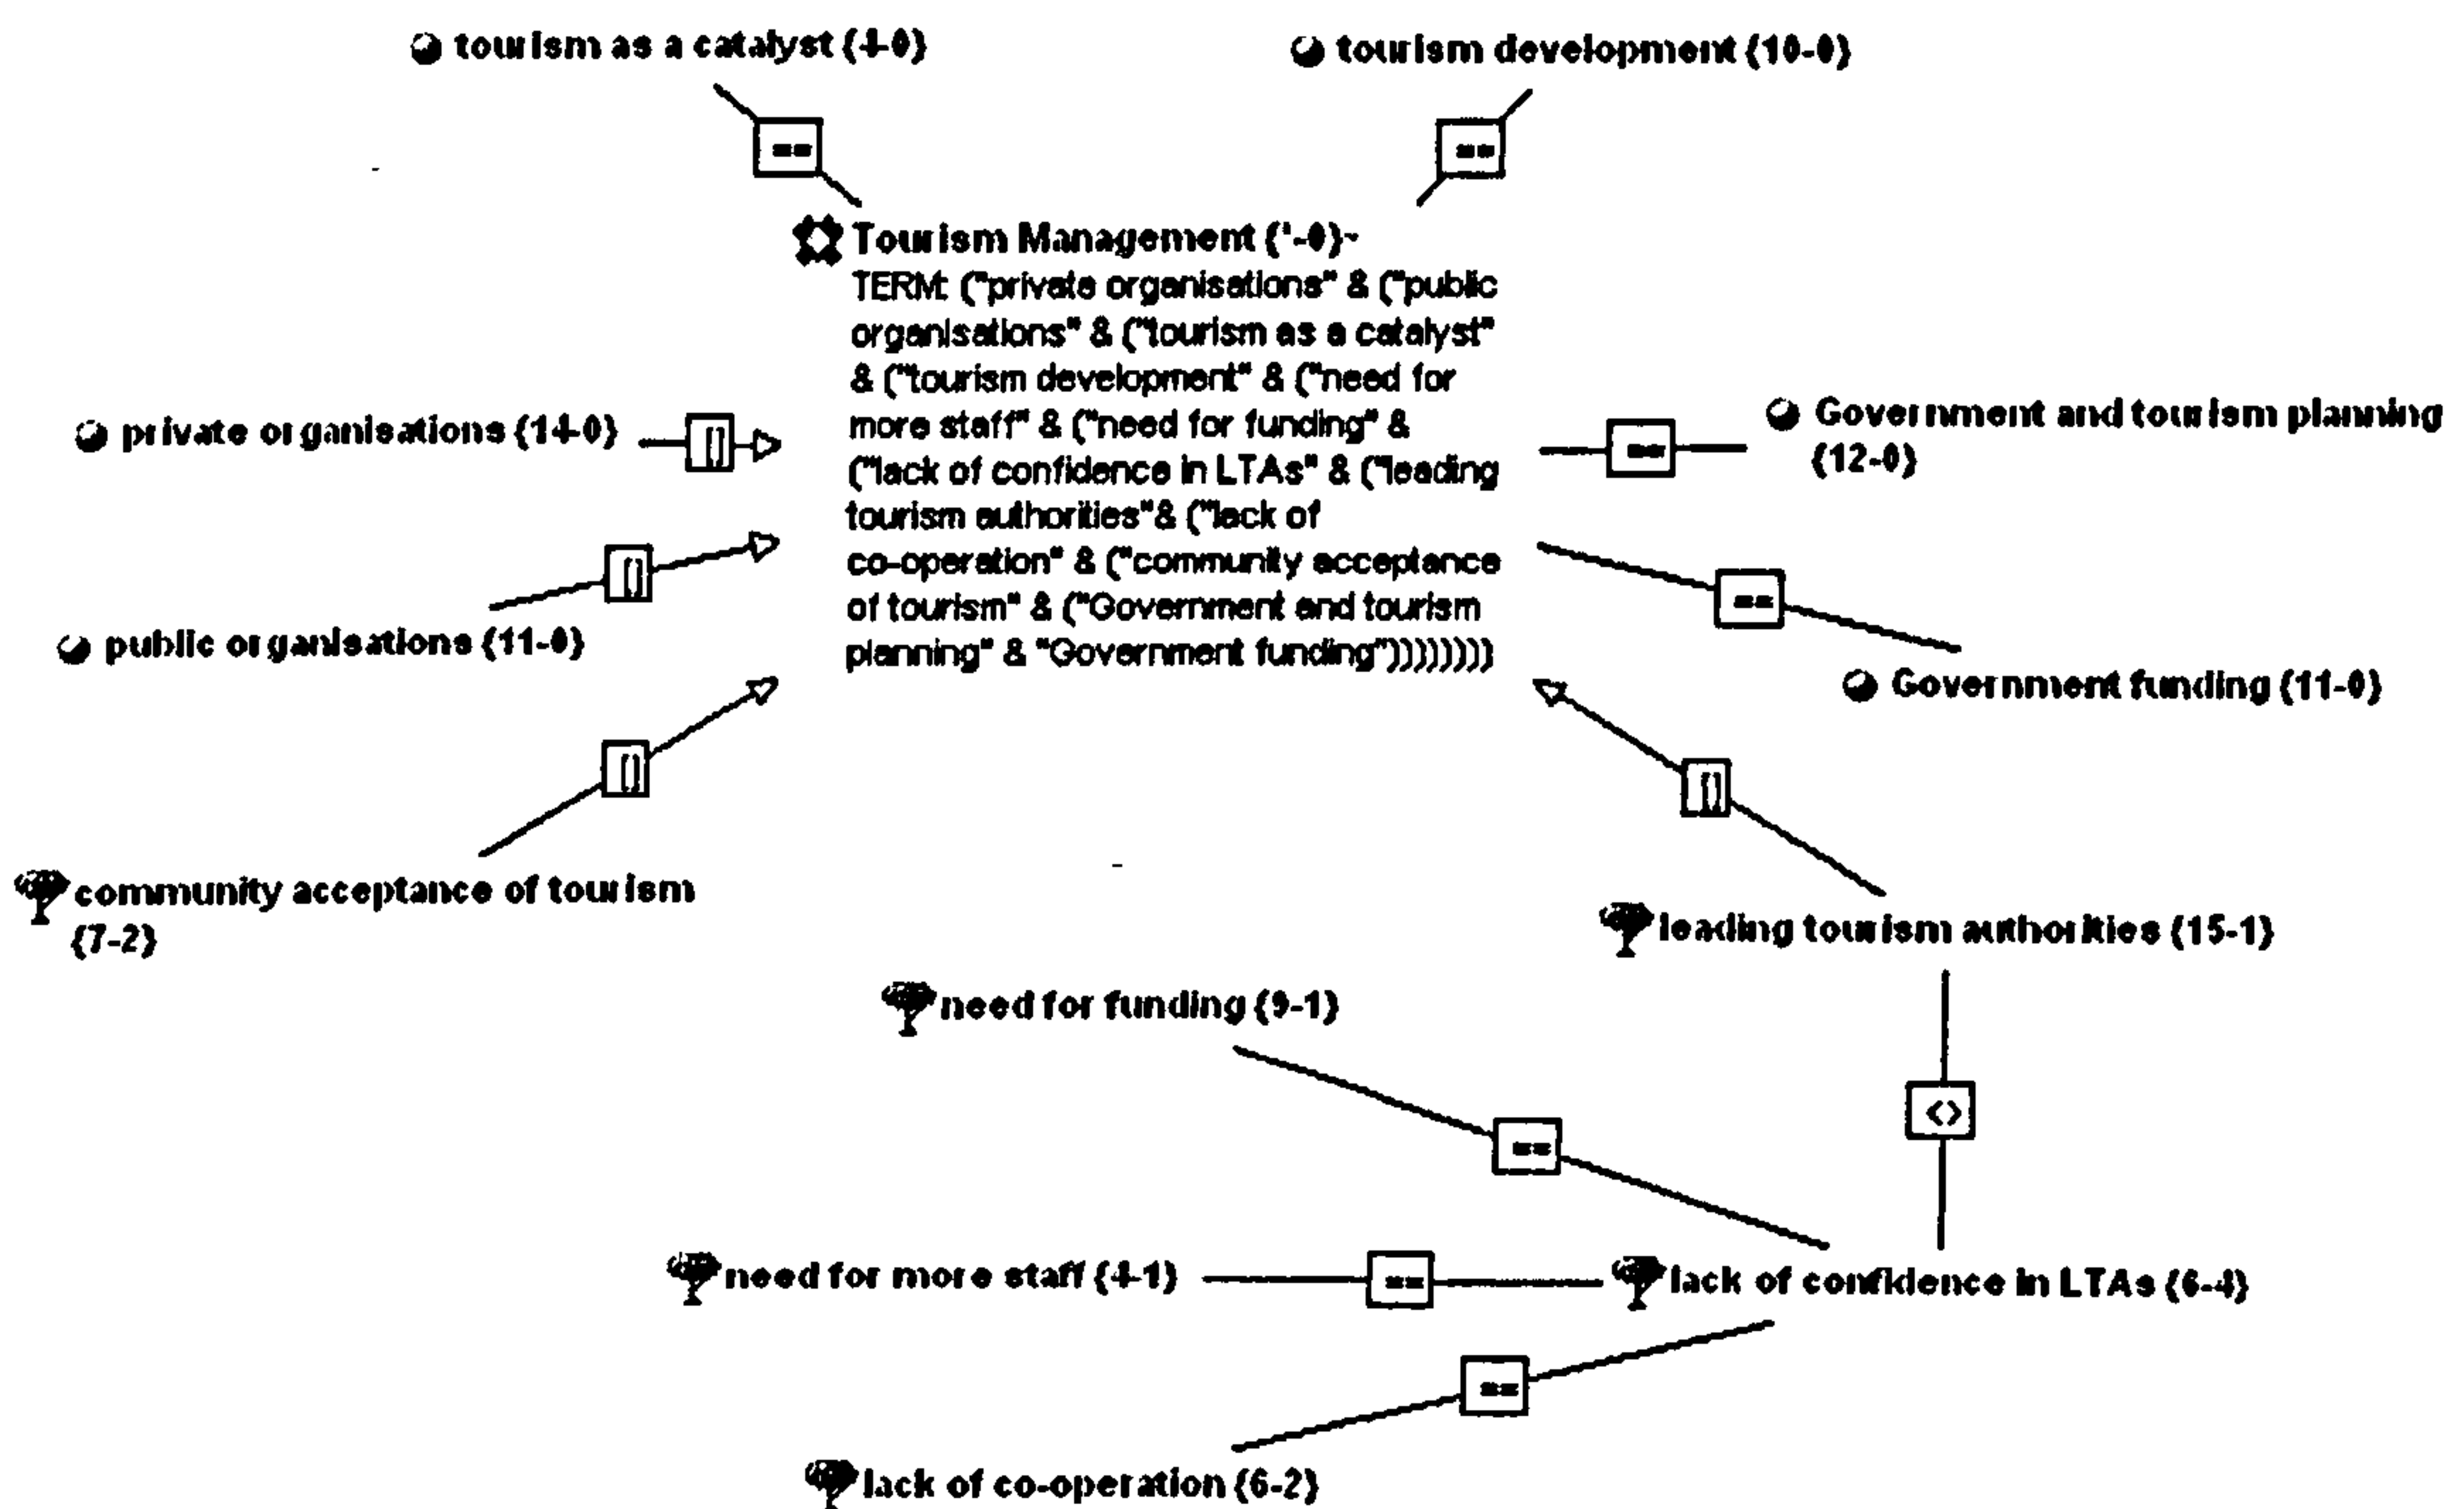 tourism as a catalyst {4-0}
tourism development {10-0}
==
==
Tourism Management {'-0}~
TERM: ("private organisations" & ("public
organisations" & ("tourism as a catalyst"
& ("tourism development" & ("need for
more staff" & ("need for funding" &
("lack of confidence in LTAs" & ("leading
tourism authorities"& ("lack of
co-operation" & ("community acceptance
of tourism" & ("Government and tourism
planning" & "Government funding"))))))))))
private organisations {14-0}
[]
==
Government and tourism planning
{12-0}
[]
public organisations {11-0}
==
Government funding {11-0}
[]
[]
community acceptance of tourism
{7-2}
leading tourism authorities {15-1}
need for funding {9-1}
<>
==
need for more staff {4-1}
==
lack of confidence in LTAs {6-4}
==
lack of co-operation {6-2}